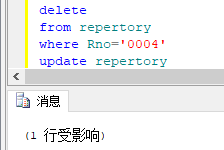 delete
from repertory
where Rno='0004'
update repertory
消息
(1 行受影响)